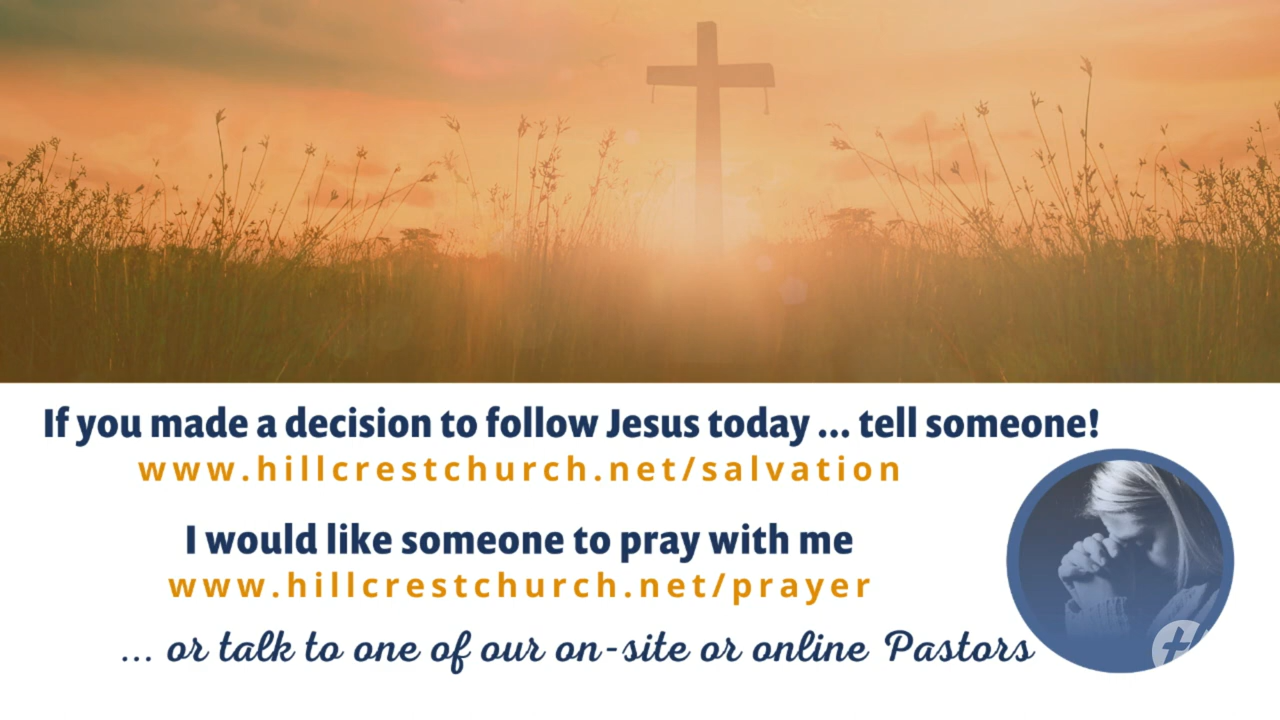 If you made a decision to follow Jesus today ... tell someone!
www.hillcrestchurch.net/salvation
I would like someone to pray with me
www.hillcrestchurch.net/prayer
... or talk to one of our on-site or online Pastors